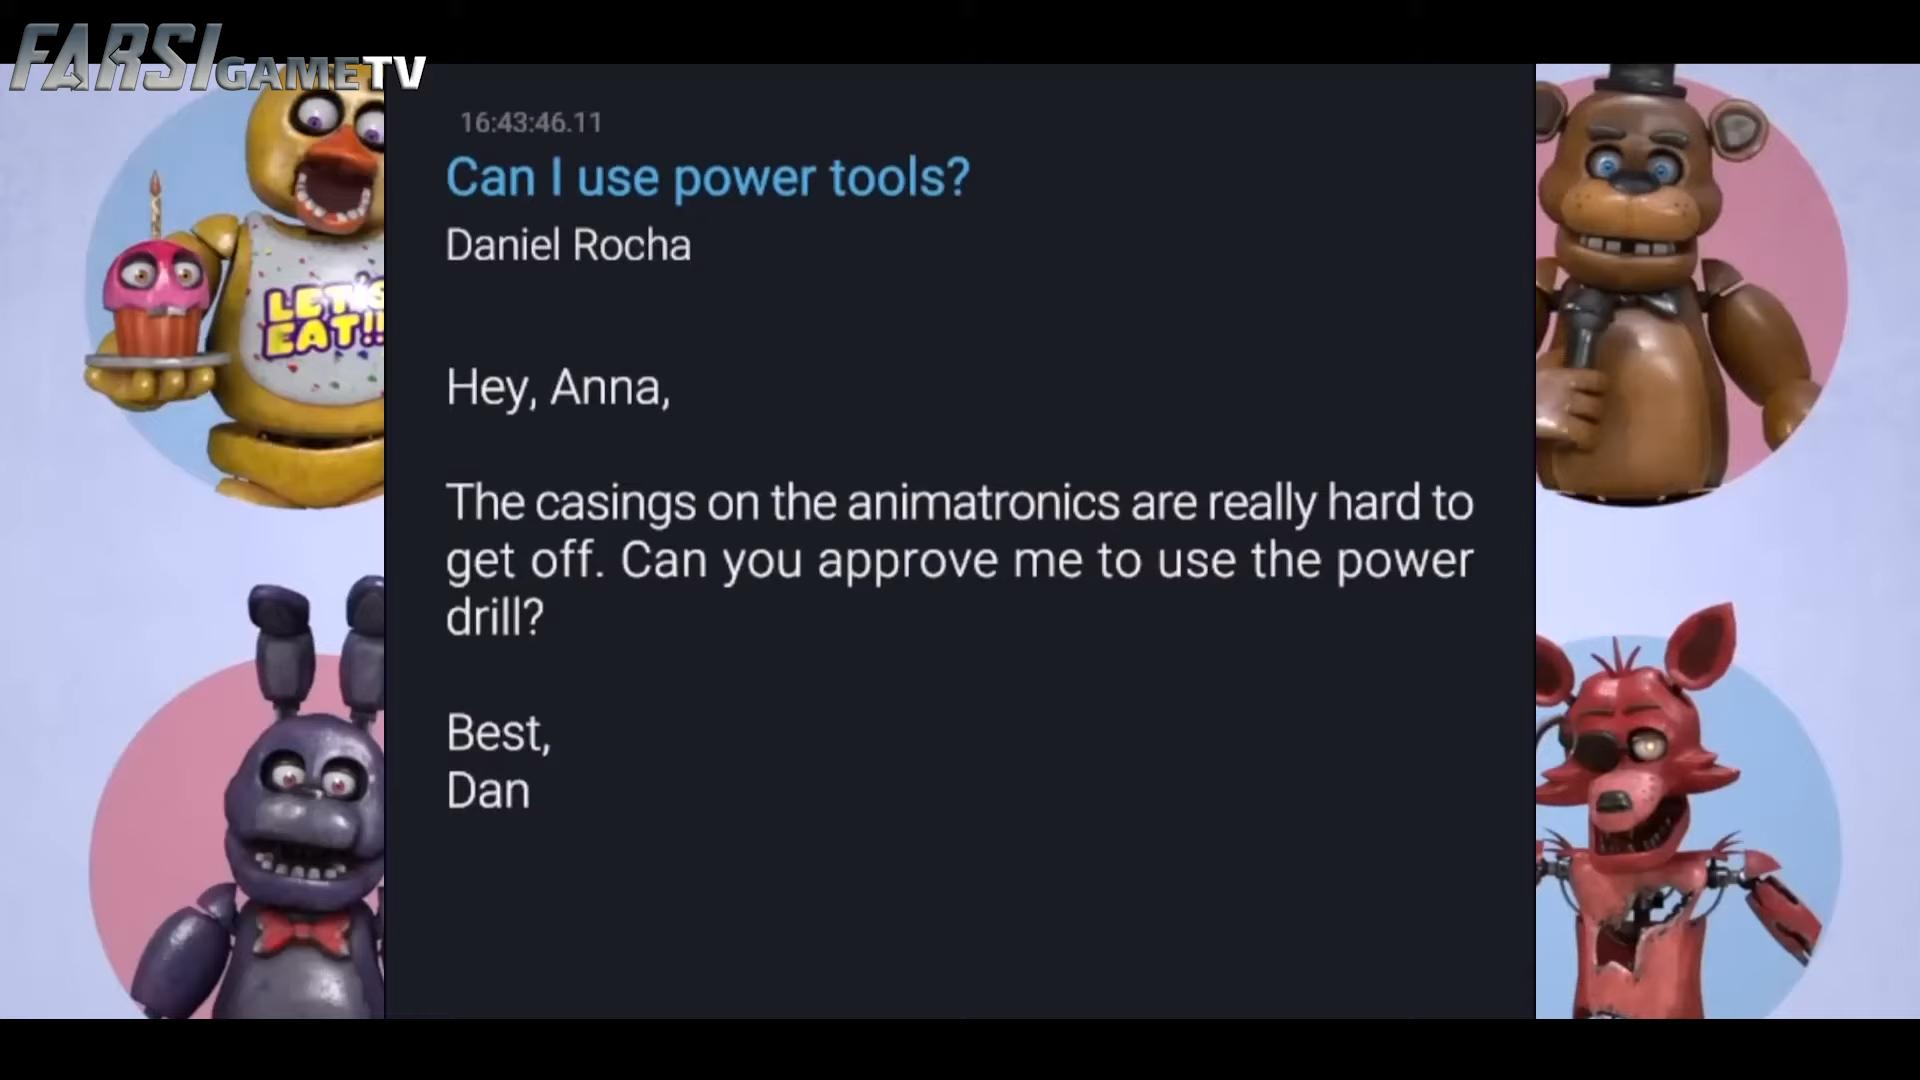 FARSIGAMETV
16:43:46.11
Can I use power tools?
Daniel Rocha
LET'S
EAT!!
Hey, Anna,
The casings on the animatronics are really hard to
get off. Can you approve me to use the power
drill?
Best,
Dan